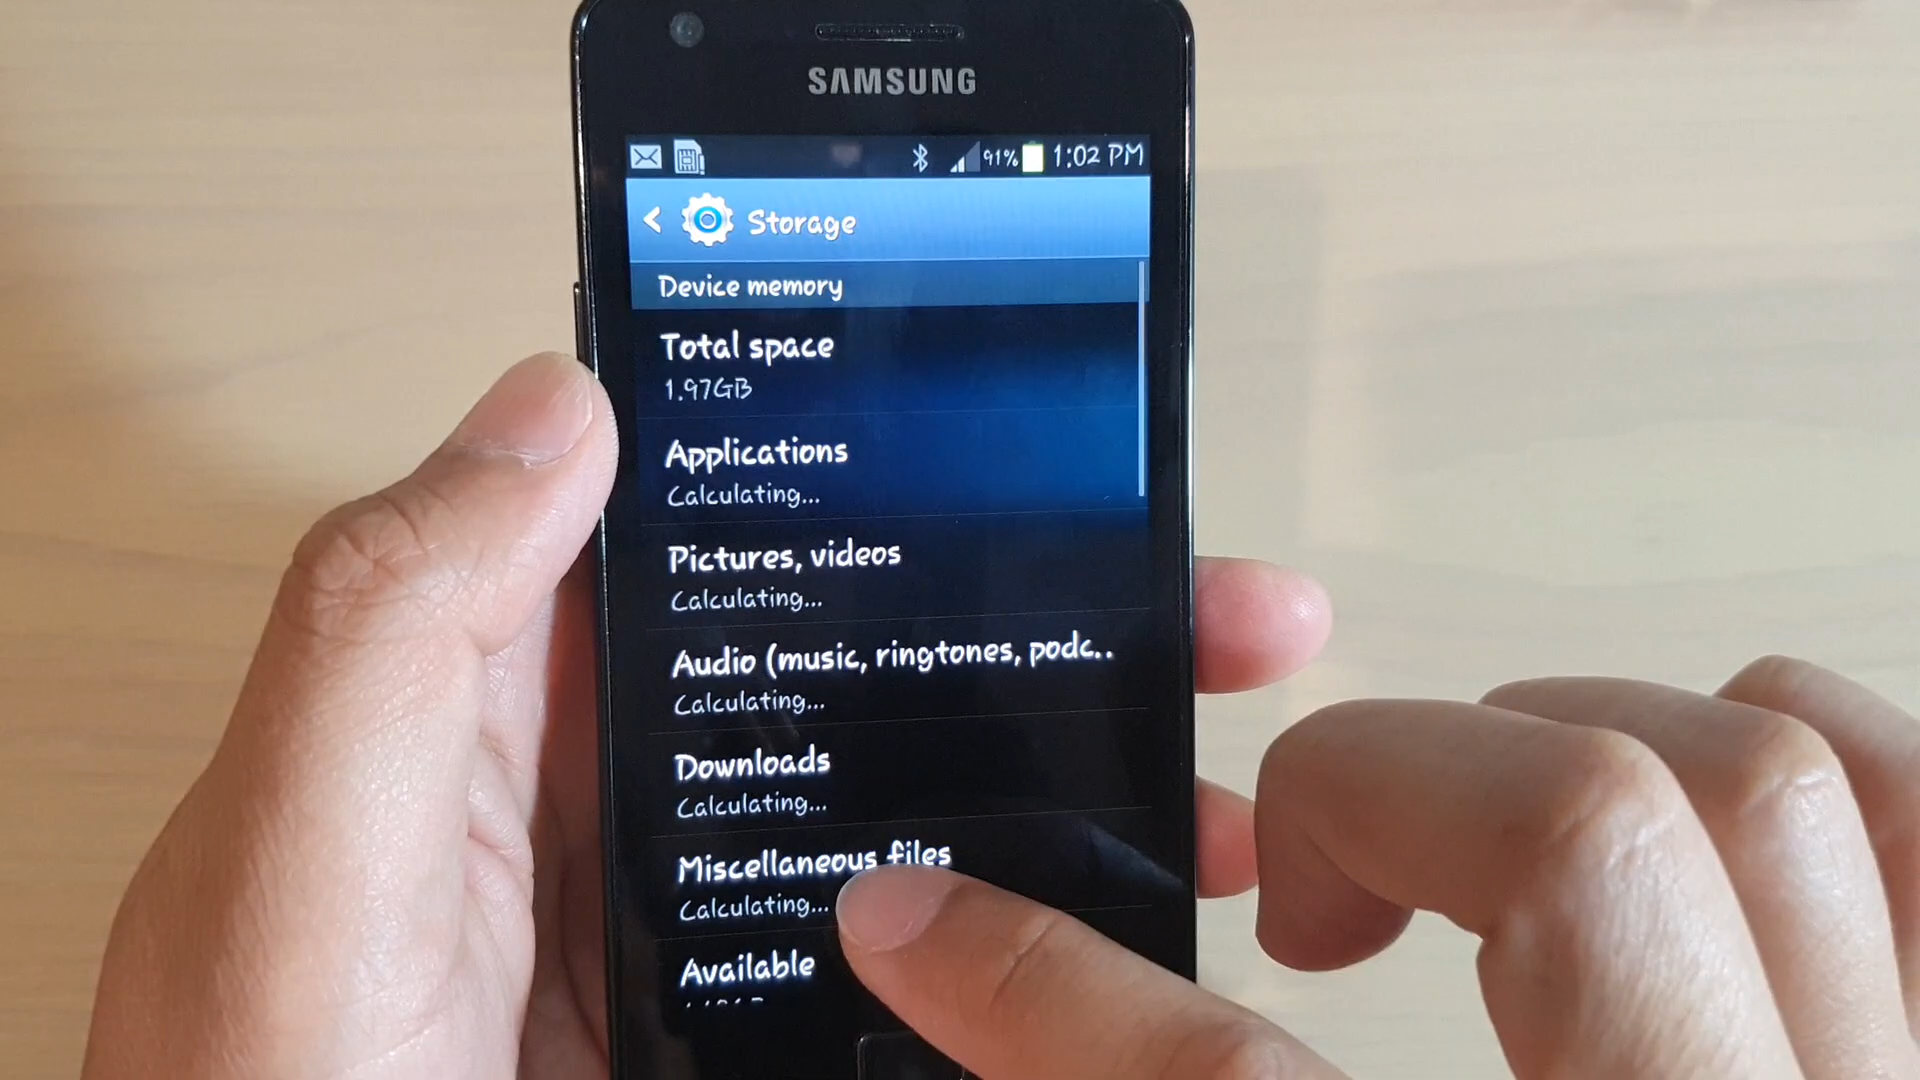 SAMSUNG
91% 1:02 PM
Storage
Device memory
Total space
1.97GB
Applications
Calculating...
Pictures, videos
Calculating...
Audio (music, ringtones, podc..
Calculating...
Downloads
Calculating...
Miscellaneous files
Calculating...
Available